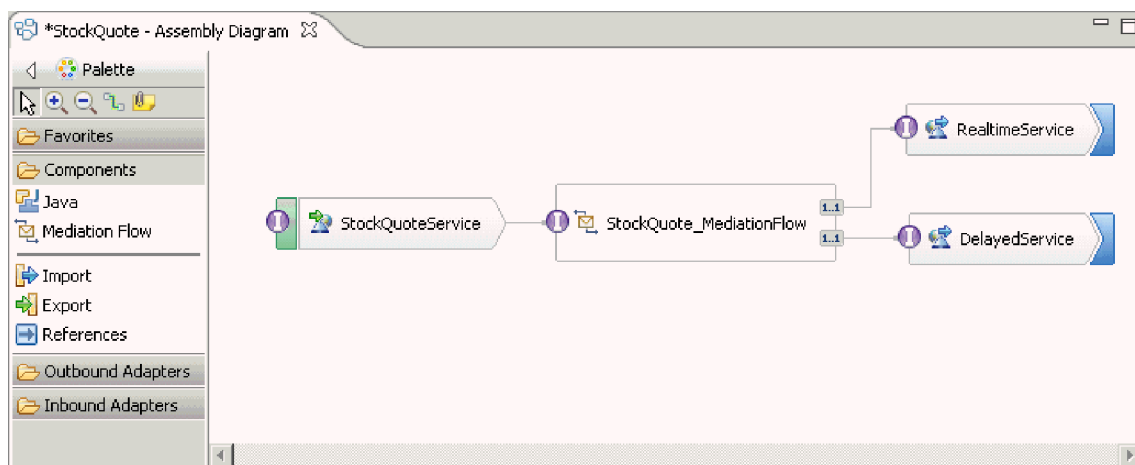 *StockQuote - Assembly Diagram
Palette
Favorites
Components
Java
Mediation Flow
Import
Export
References
Outbound Adapters
Inbound Adapters
StockQuoteService
StockQuote_MediationFlow
1..1
1..1
RealtimeService
DelayedService